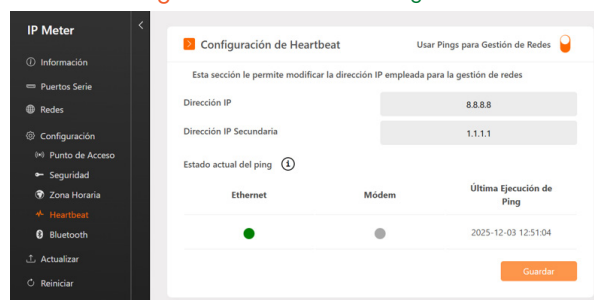 IP Meter
<
Configuración de Heartbeat
Usar Pings para Gestión de Redes
Información
Esta sección le permite modificar la dirección IP empleada para la gestión de redes
Puertos Serie
Dirección IP
8.8.8.8
Redes
Dirección IP Secundaria
1.1.1.1
Configuración
Punto de Acceso
Estado actual del ping
Seguridad
Ethernet
Módem
Última Ejecución de
Ping
Zona Horaria
Heartbeat
Bluetooth
2025-12-03 12:51:04
Actualizar
Guardar
Reiniciar